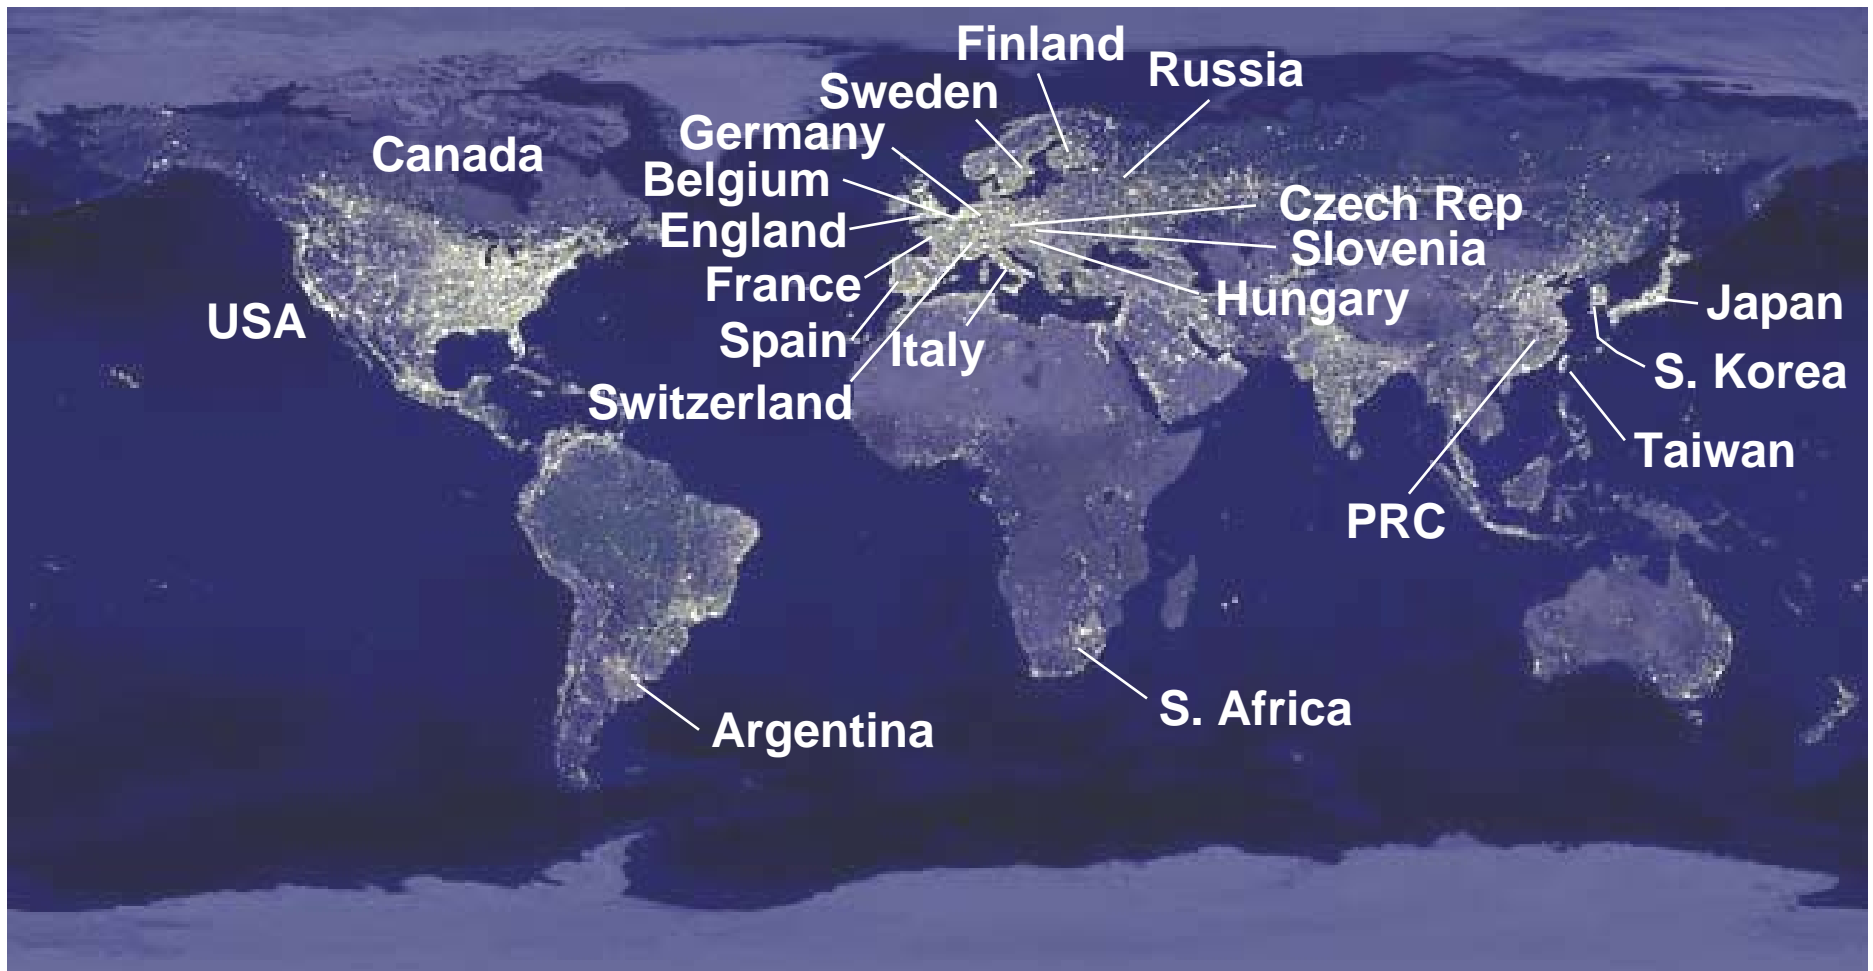 Finland
Russia
Sweden
Germany
Canada
Belgium
Czech Rep
England
Slovenia
France
Hungary
USA
Japan
Spain
Italy
S. Korea
Switzerland
Taiwan
PRC
S. Africa
Argentina